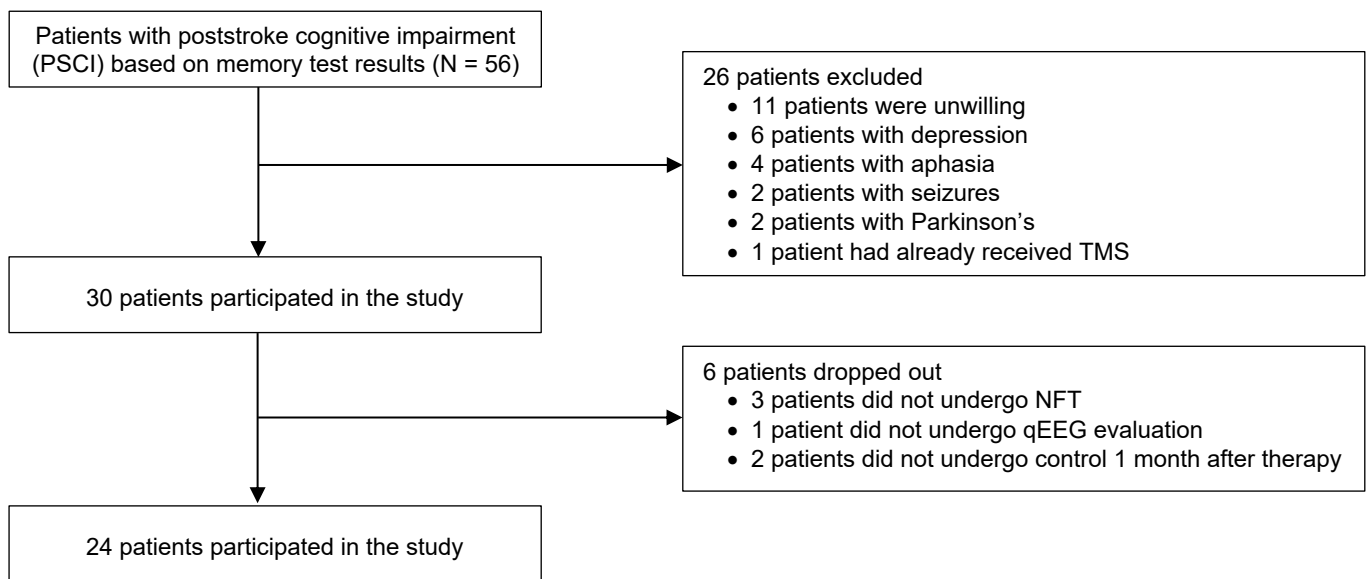 Patients with poststroke cognitive impairment
(PSCI) based on memory test results (N = 56)
26 patients excluded
• 11 patients were unwilling
• 6 patients with depression
• 4 patients with aphasia
• 2 patients with seizures
• 2 patients with Parkinson’s
• 1 patient had already received TMS
30 patients participated in the study
6 patients dropped out
• 3 patients did not undergo NFT
• 1 patient did not undergo qEEG evaluation
• 2 patients did not undergo control 1 month after therapy
24 patients participated in the study